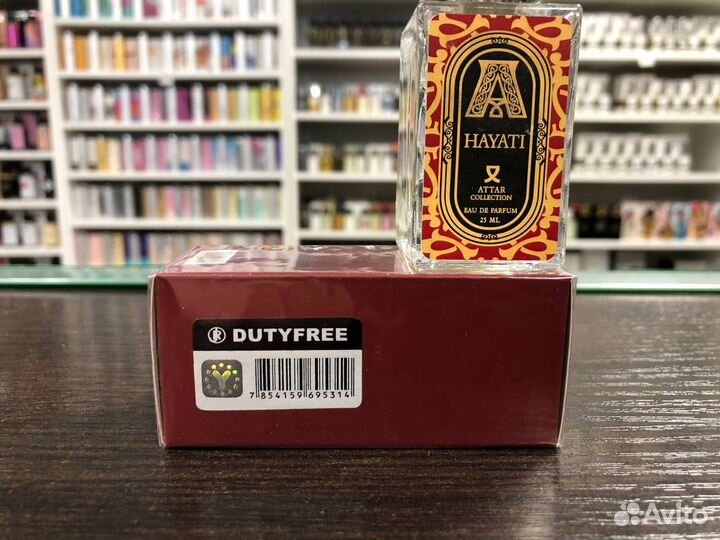 A
HAYATI
ATTAR
COLLECTION
EAU DE PARFUM
25 ML
R DUTYFREE
7 854159 695314
Avito